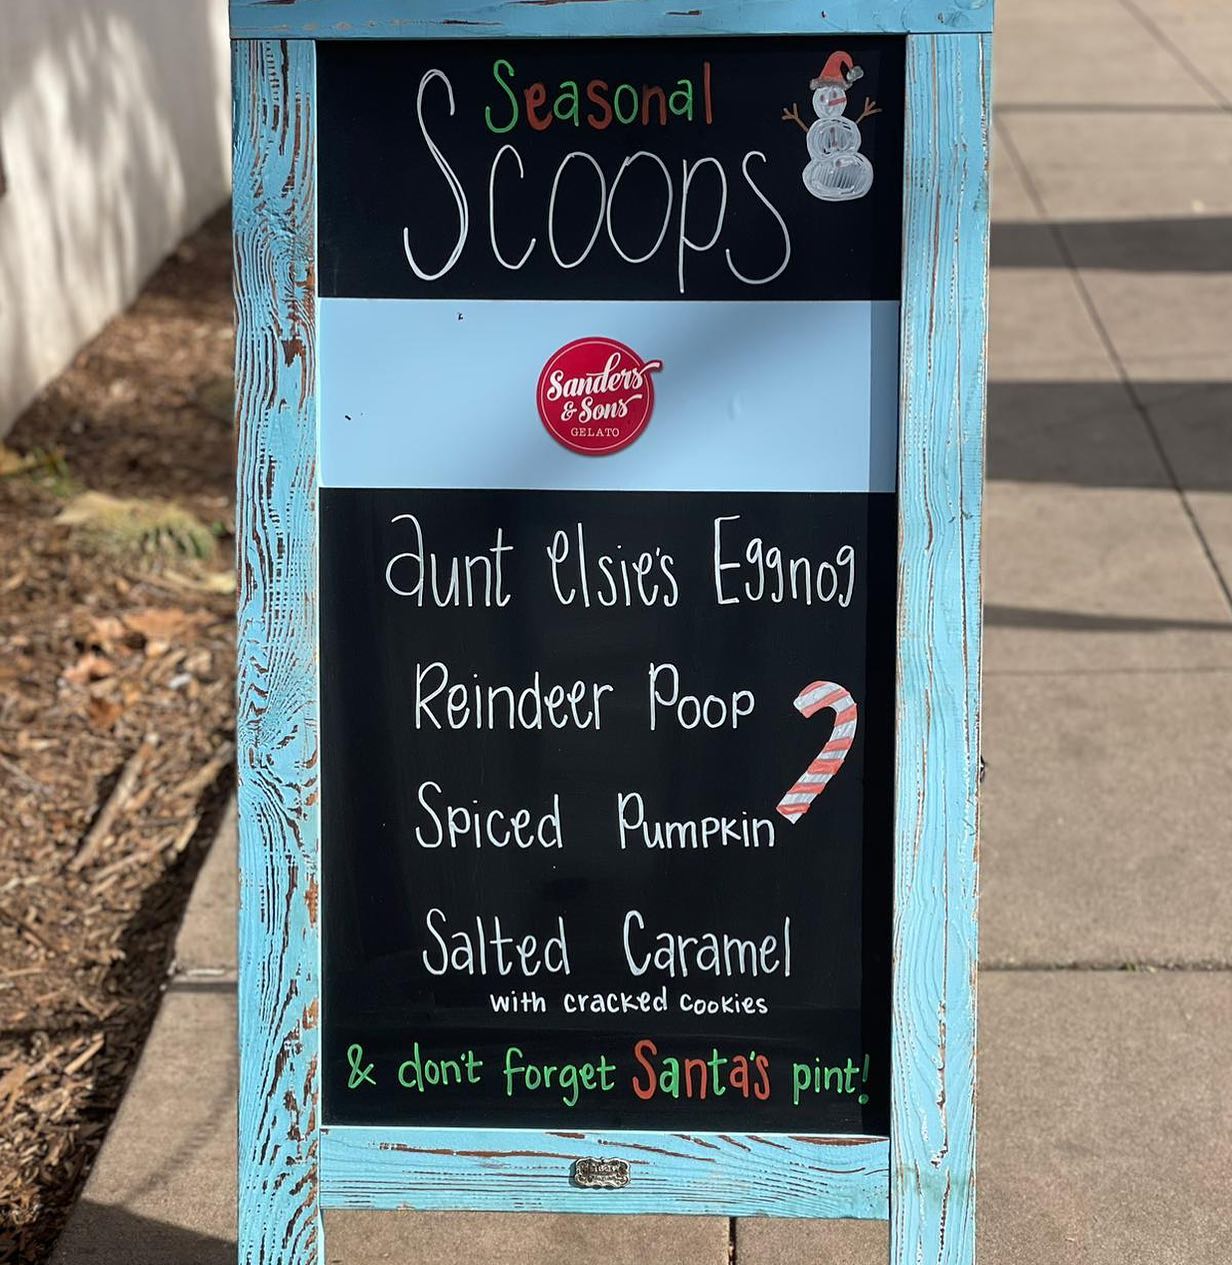 Seasonal
Scoops
Sanders
& Sons
GELATO
aunt elsie's Eggnog
Reindeer Poop
Spiced Pumpkin
Salted Caramel
with cracked cookies
& don't forget Santa's pint!